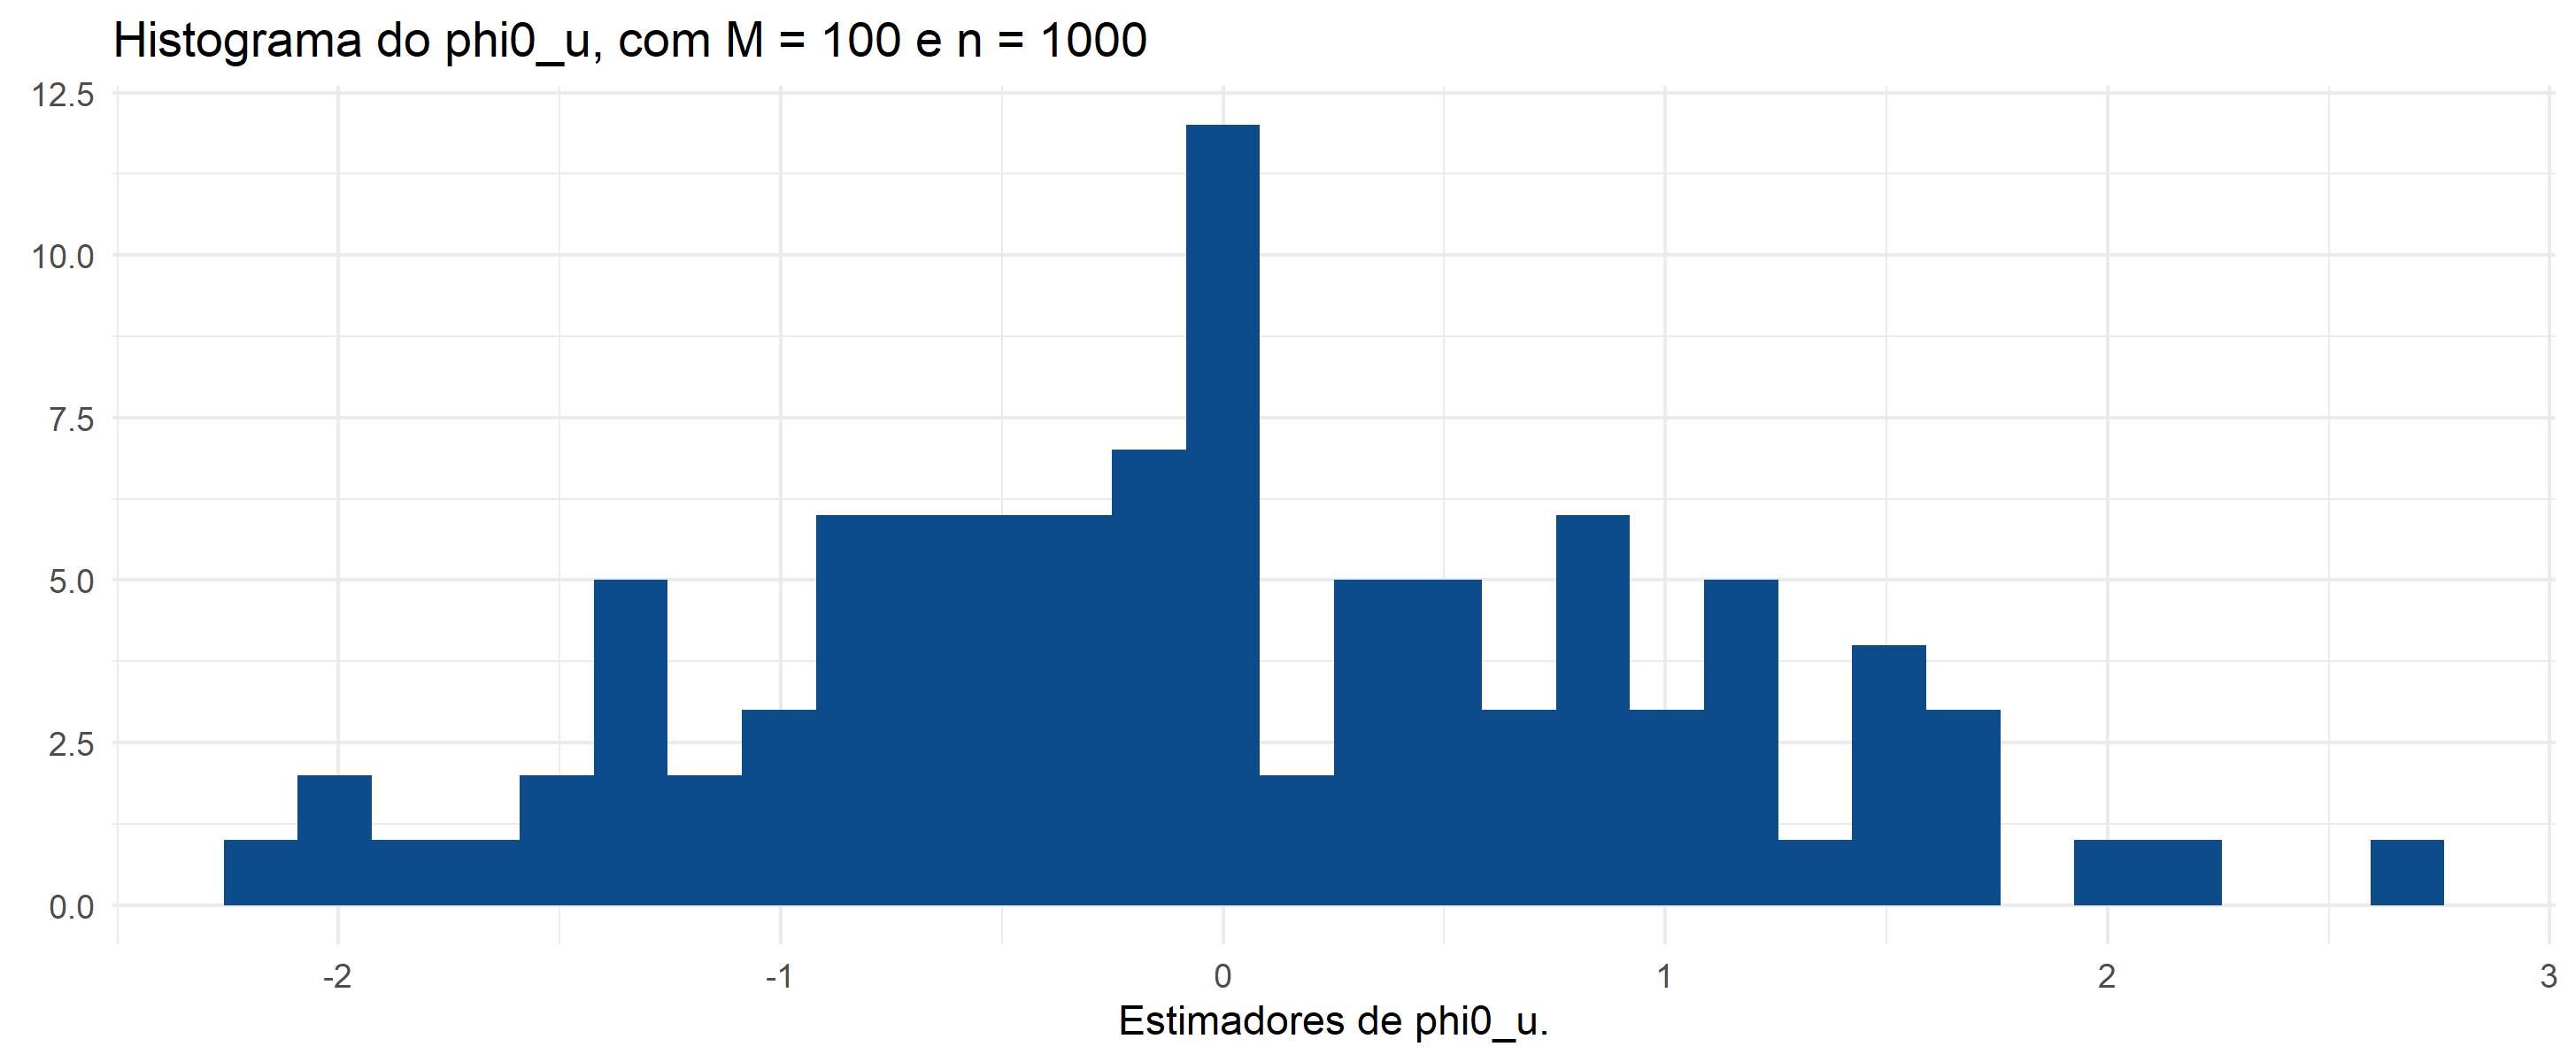 Histograma do phi0_u, com M = 100 e n = 1000
12.5
10.0
7.5
5.0
2.5
0.0
-2 -1 0 1 2 3
Estimadores de phi0_u.